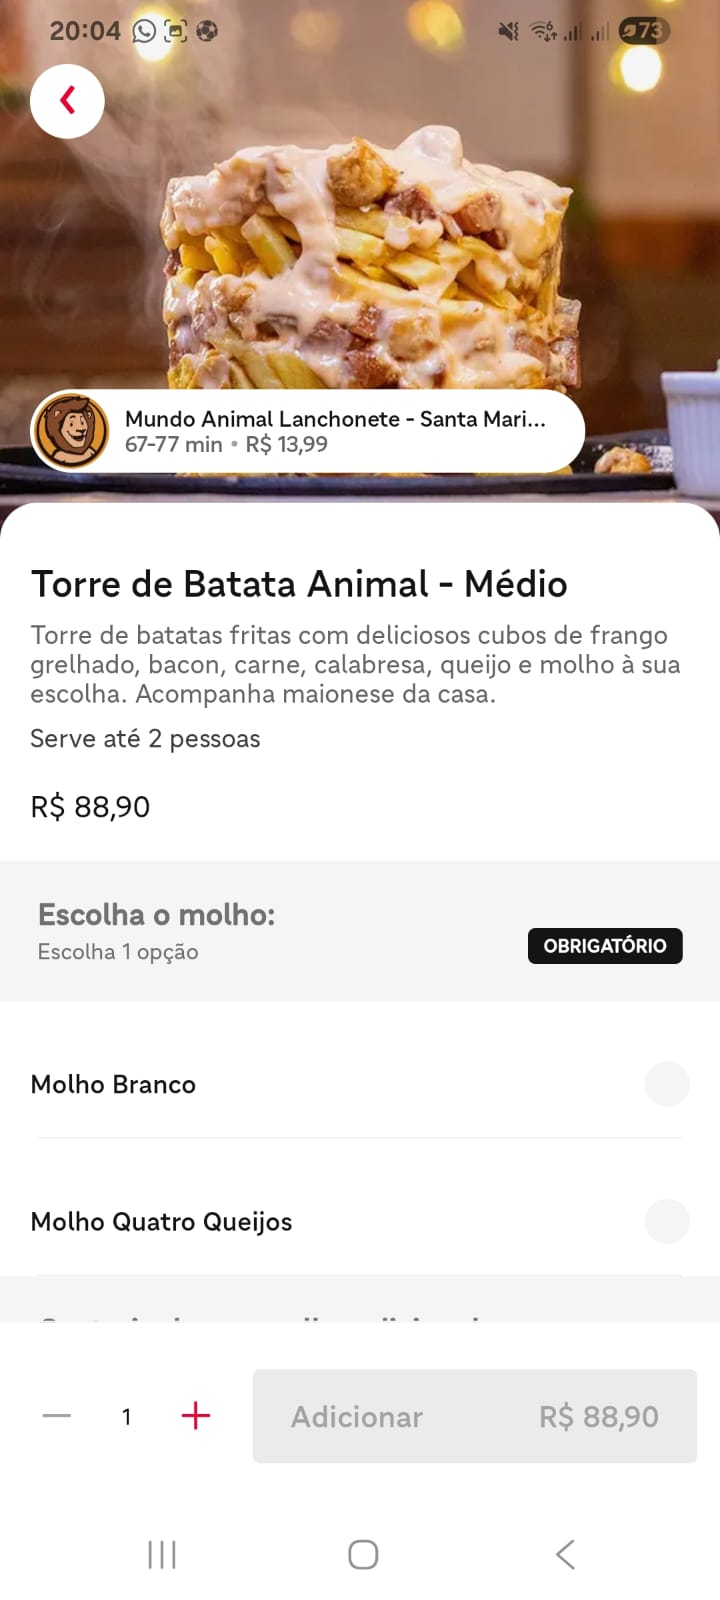 20:04
73
Mundo Animal Lanchonete - Santa Mari...
67-77 min • R$ 13,99
Torre de Batata Animal - Médio
Torre de batatas fritas com deliciosos cubos de frango
grelhado, bacon, carne, calabresa, queijo e molho à sua
escolha. Acompanha maionese da casa.
Serve até 2 pessoas
R$ 88,90
Escolha o molho:
Escolha 1 opção
OBRIGATÓRIO
Molho Branco
Molho Quatro Queijos
1
Adicionar R$ 88,90